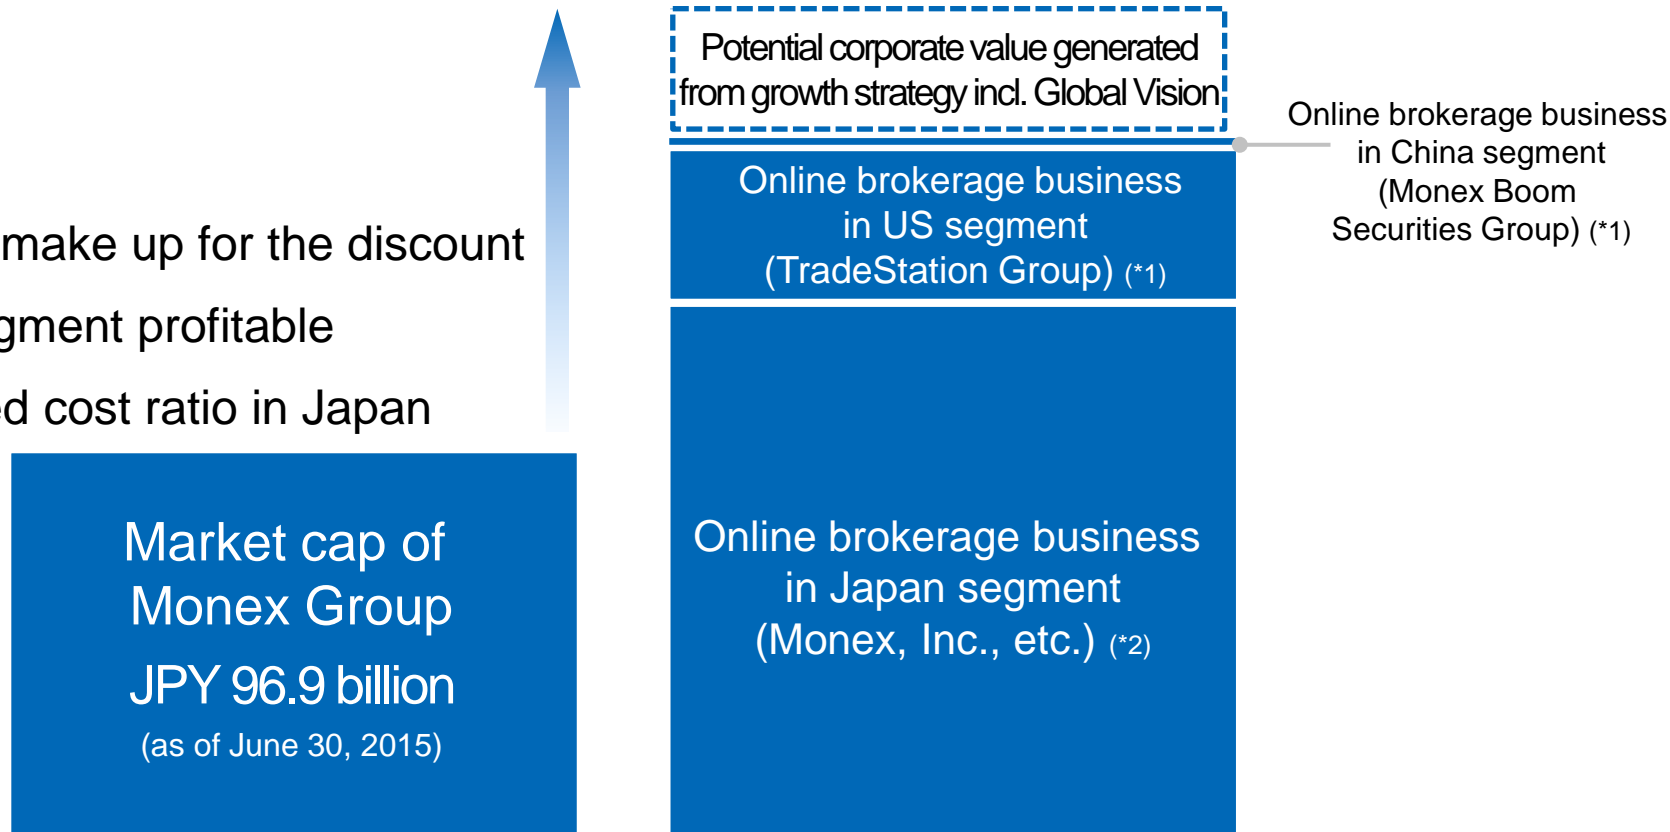 make up for the discount
gment profitable
ed cost ratio in Japan
Market cap of
Monex Group
JPY 96.9 billion
(as of June 30, 2015)
Potential corporate value generated
from growth strategy incl. Global Vision
Online brokerage business
in US segment
(TradeStation Group) (*1)
Online brokerage business
in Japan segment
(Monex, Inc., etc.) (*2)
Online brokerage business
in China segment
(Monex Boom
Securities Group) (*1)